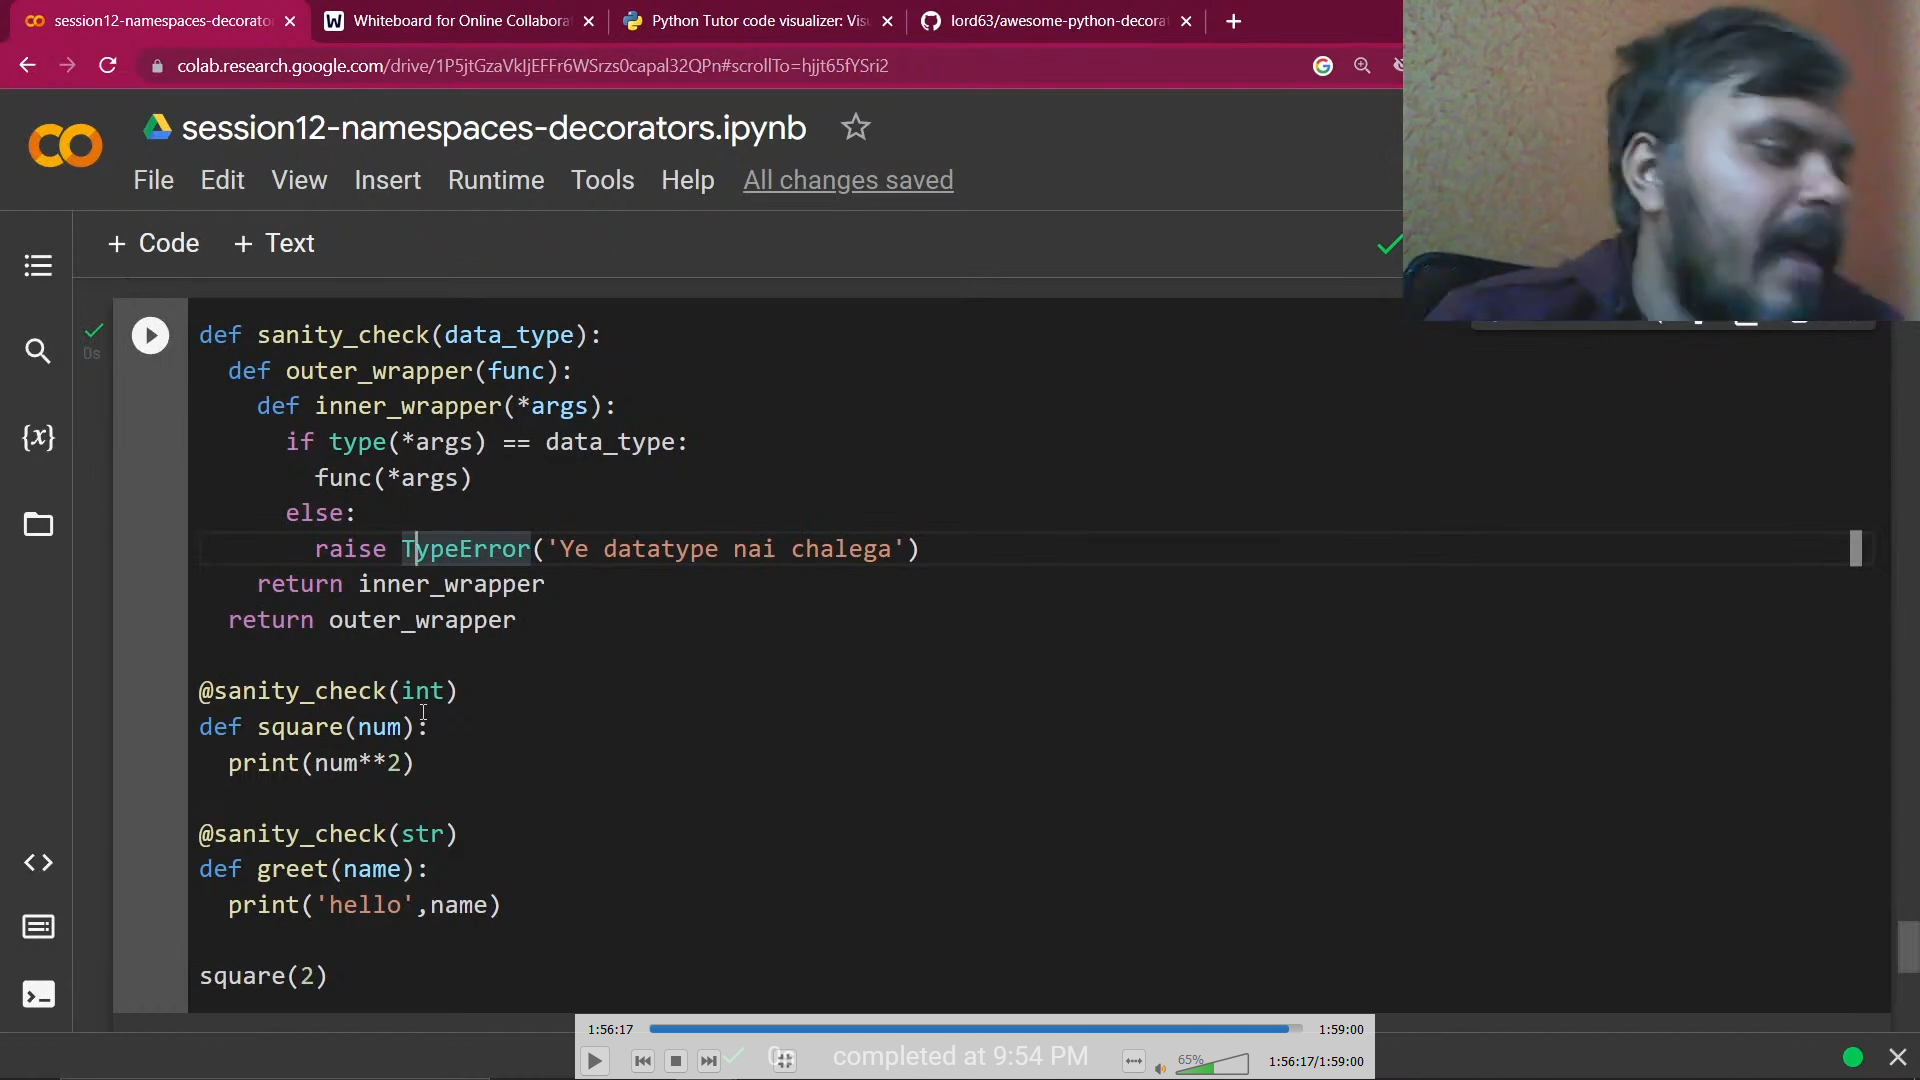 session12-namespaces-decorato
Whiteboard for Online Collabora
Python Tutor code visualizer: Vis
lord63/awesome-python-decora
colab.research.google.com/drive/1P5jtGzaVkIjEFFr6WSrzs0capal32QPn#scrollTo=hjjt65fYSri2
session12-namespaces-decorators.ipynb
File Edit View Insert Runtime Tools Help All changes saved
+ Code + Text
0s
def sanity_check(data_type):
def outer_wrapper(func):
def inner_wrapper(*args):
if type(*args) == data_type:
func(*args)
else:
raise TypeError('Ye datatype nai chalega')
return inner_wrapper
return outer_wrapper
@sanity_check(int)
def square(num):
print(num**2)
@sanity_check(str)
def greet(name):
print('hello',name)
square(2)
1:56:17 1:59:00
completed at 9:54 PM
65%
1:56:17/1:59:00